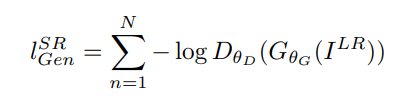 $l^{SR}_{Gen} = \sum_{n=1}^{N} - \log D_{\theta_D}(G_{\theta_G}(I^{LR}))$